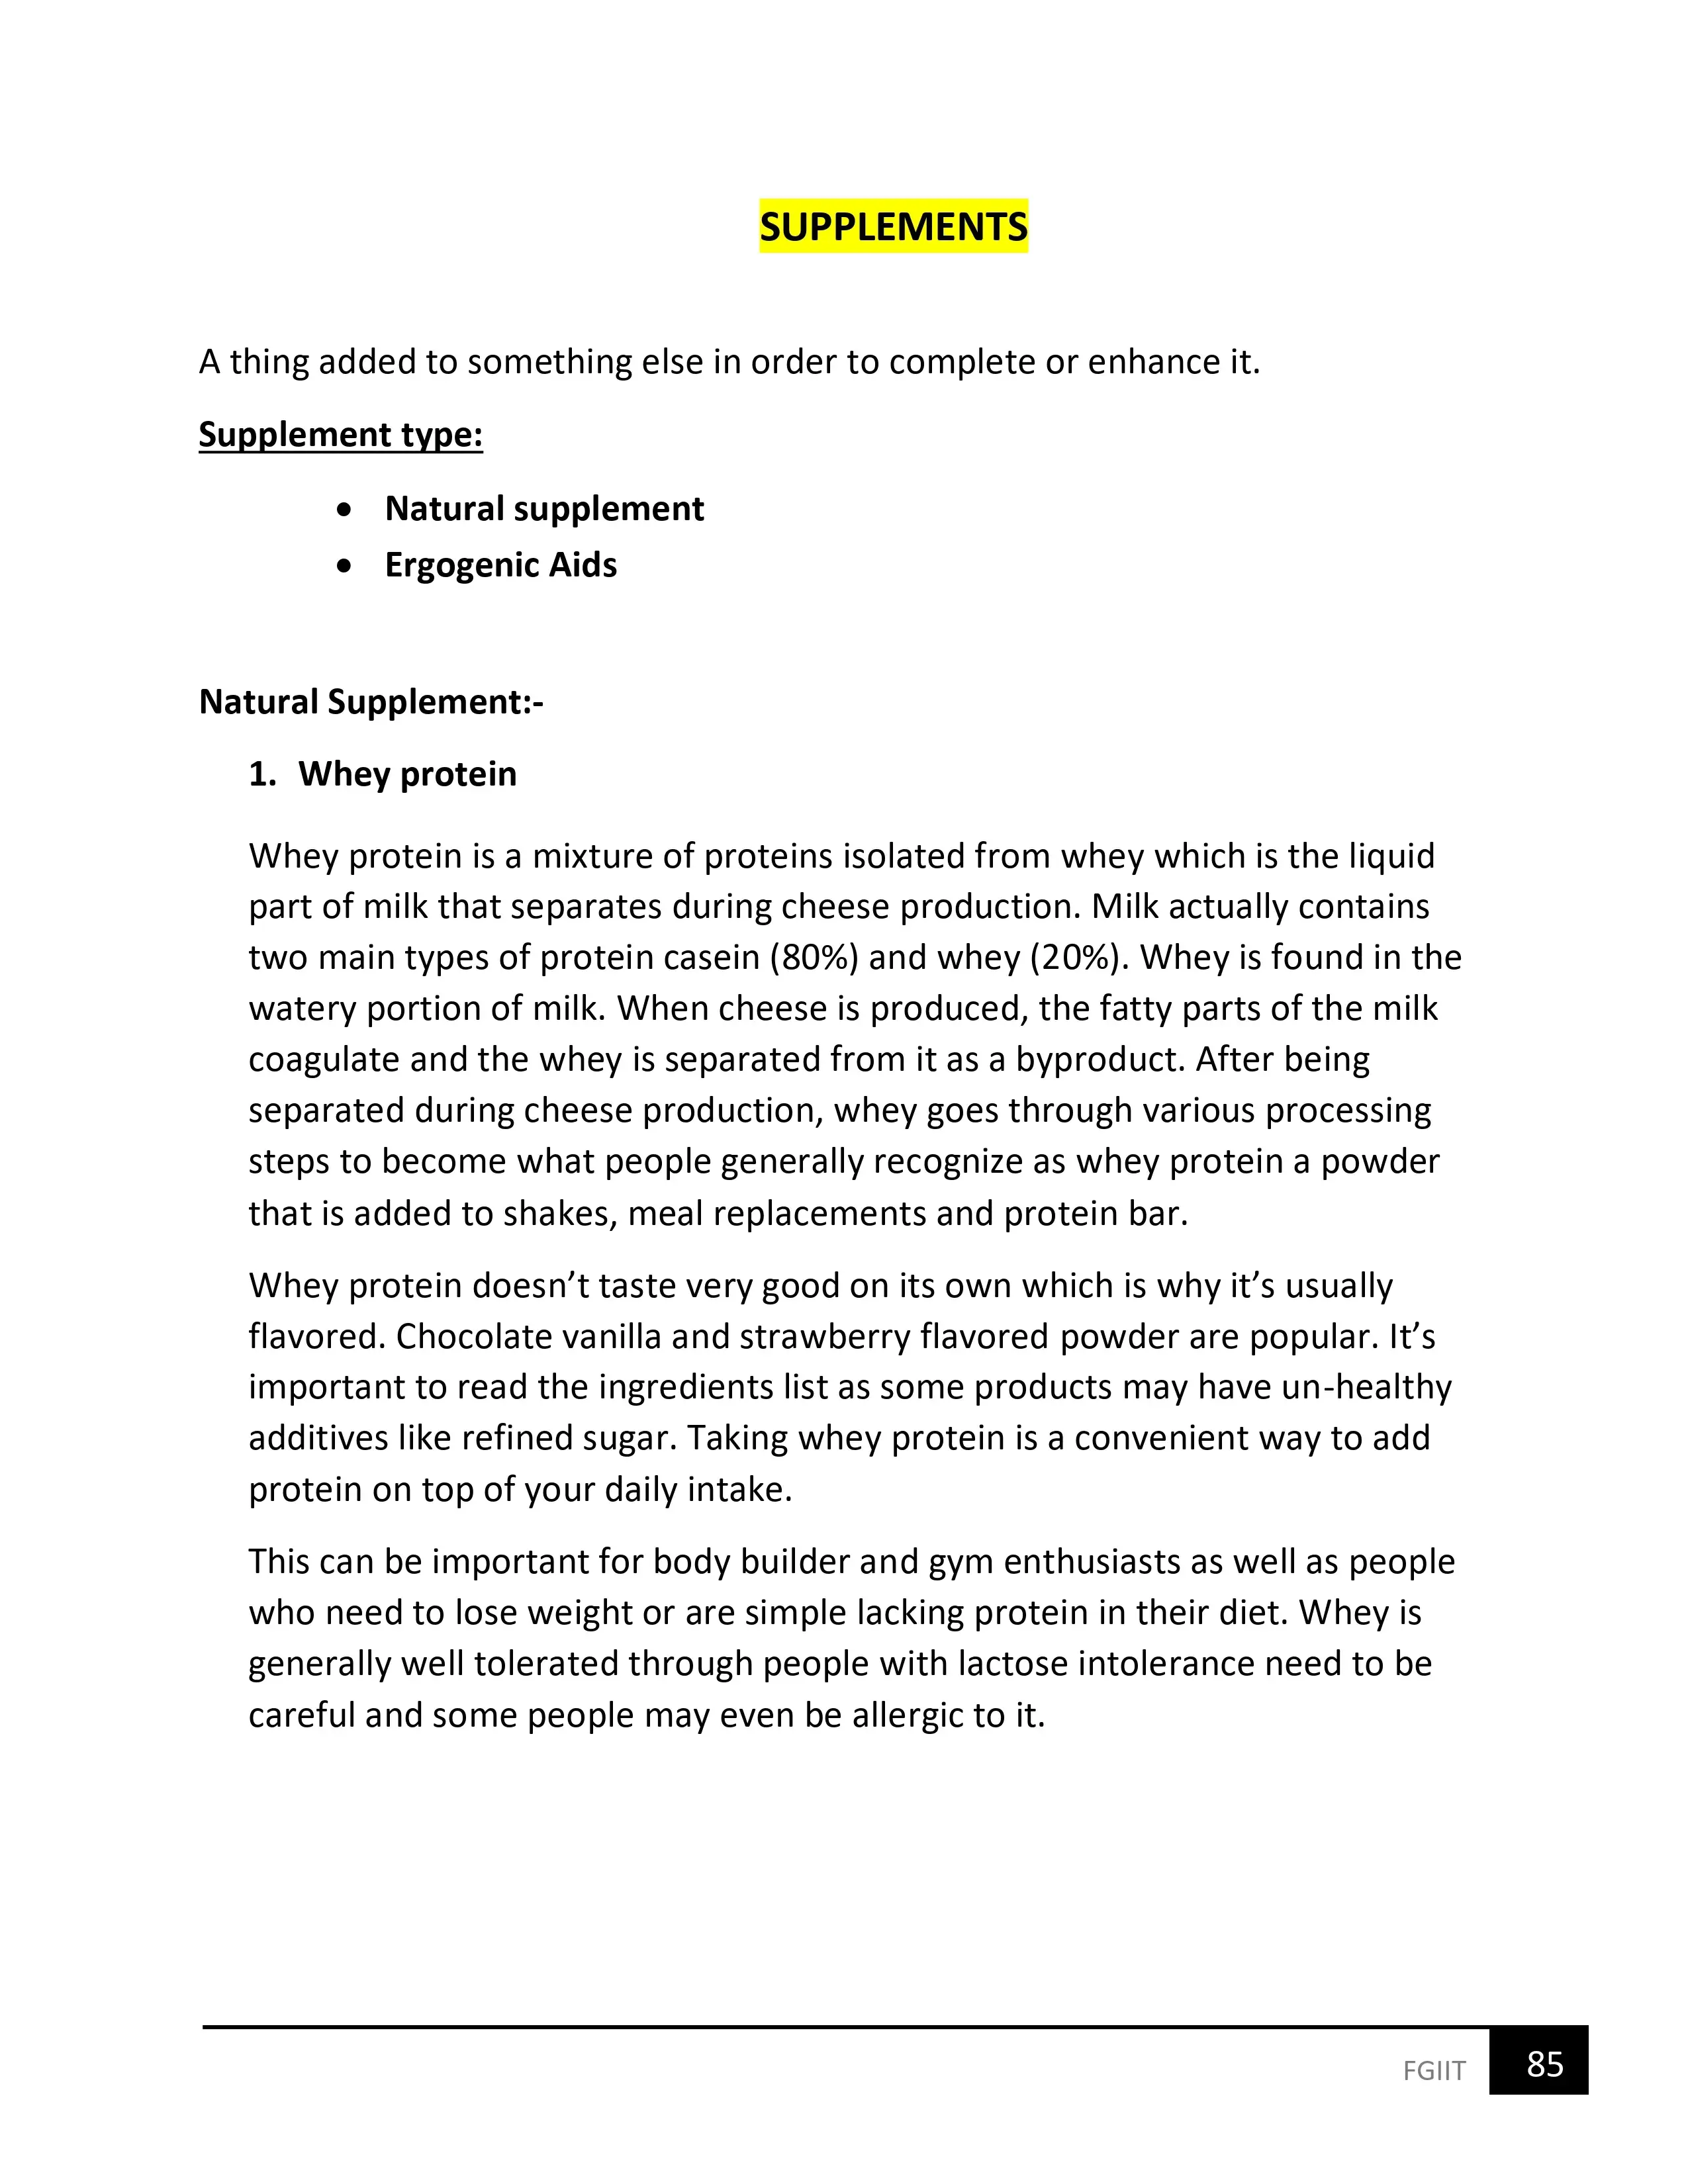 SUPPLEMENTS
A thing added to something else in order to complete or enhance it.
Supplement type:
• Natural supplement
• Ergogenic Aids
Natural Supplement:-
1. Whey protein
Whey protein is a mixture of proteins isolated from whey which is the liquid
part of milk that separates during cheese production. Milk actually contains
two main types of protein casein (80%) and whey (20%). Whey is found in the
watery portion of milk. When cheese is produced, the fatty parts of the milk
coagulate and the whey is separated from it as a byproduct. After being
separated during cheese production, whey goes through various processing
steps to become what people generally recognize as whey protein a powder
that is added to shakes, meal replacements and protein bar.
Whey protein doesn’t taste very good on its own which is why it’s usually
flavored. Chocolate vanilla and strawberry flavored powder are popular. It’s
important to read the ingredients list as some products may have un-healthy
additives like refined sugar. Taking whey protein is a convenient way to add
protein on top of your daily intake.
This can be important for body builder and gym enthusiasts as well as people
who need to lose weight or are simple lacking protein in their diet. Whey is
generally well tolerated through people with lactose intolerance need to be
careful and some people may even be allergic to it.
FGIIT 85